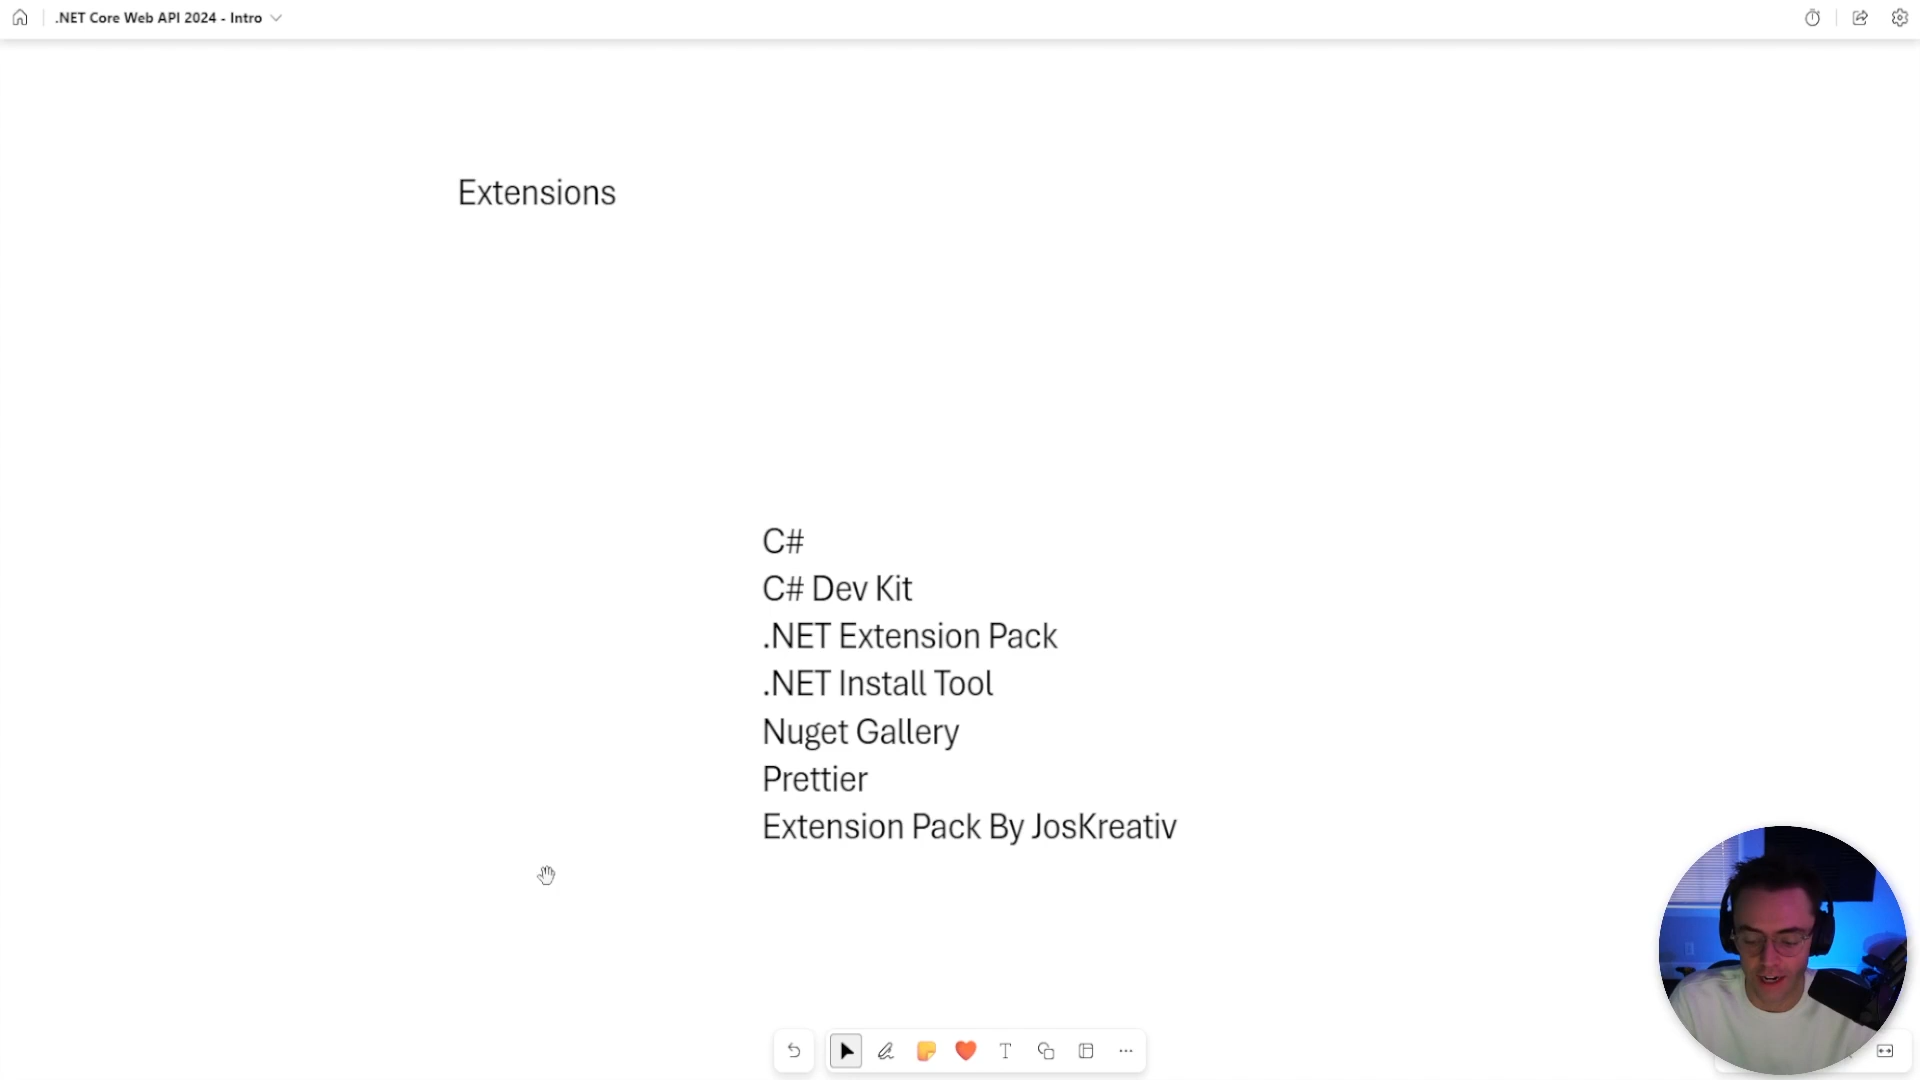 .NET Core Web API 2024 - Intro
Extensions
C#
C# Dev Kit
.NET Extension Pack
.NET Install Tool
Nuget Gallery
Prettier
Extension Pack By JosKreativ